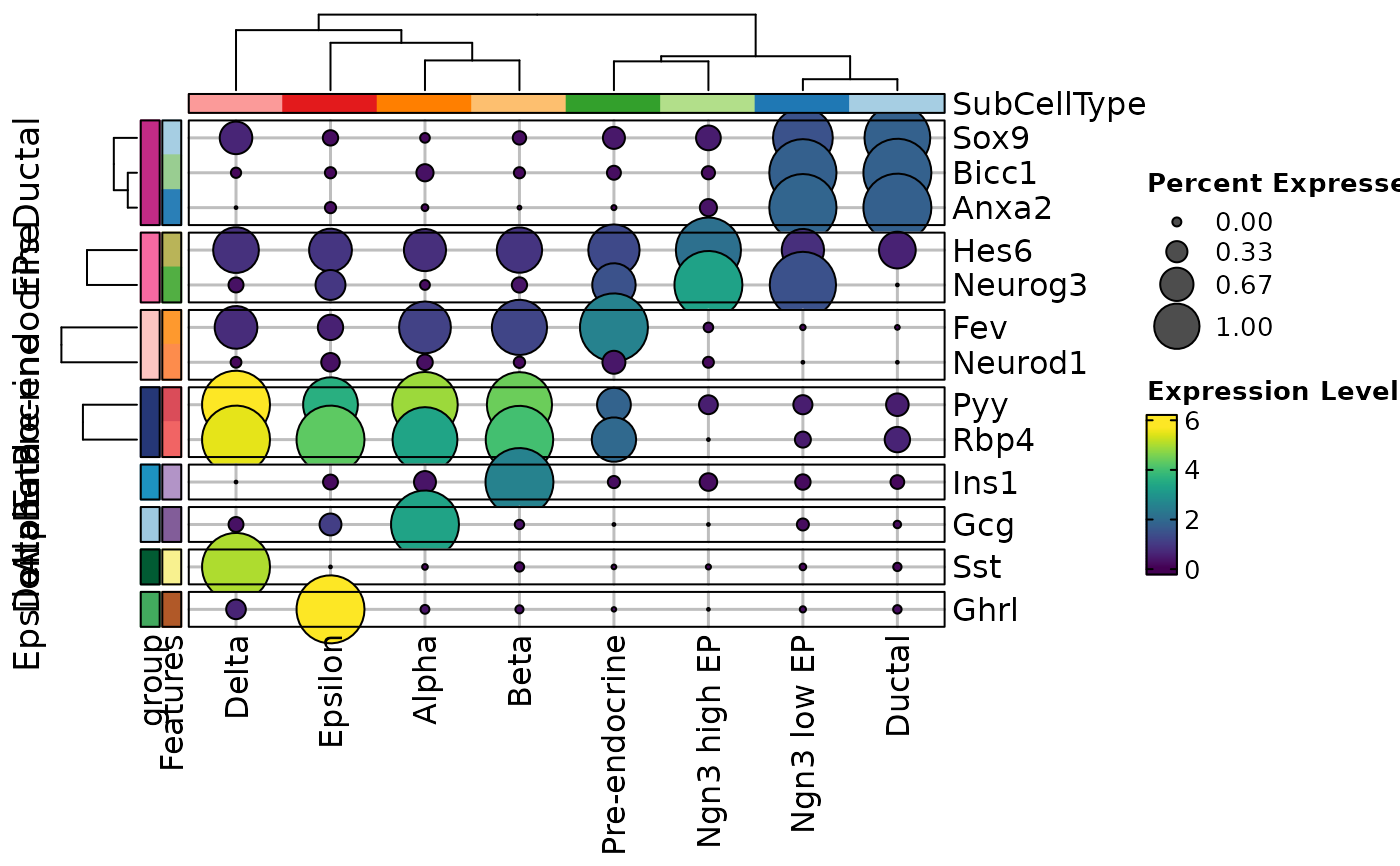 SubCellType
Sox9
Bicc1
Anxa2
Hes6
Neurog3
Fev
Neurod1
Pyy
Rbp4
Ins1
Gcg
Sst
Ghrl
Ductal
group
Features
Delta
Epsilon
Alpha
Beta
Pre-endocrine
Ngn3 high EP
Ngn3 low EP
Ductal
Percent Expresse
0.00
0.33
0.67
1.00
Expression Level
6
4
2
0